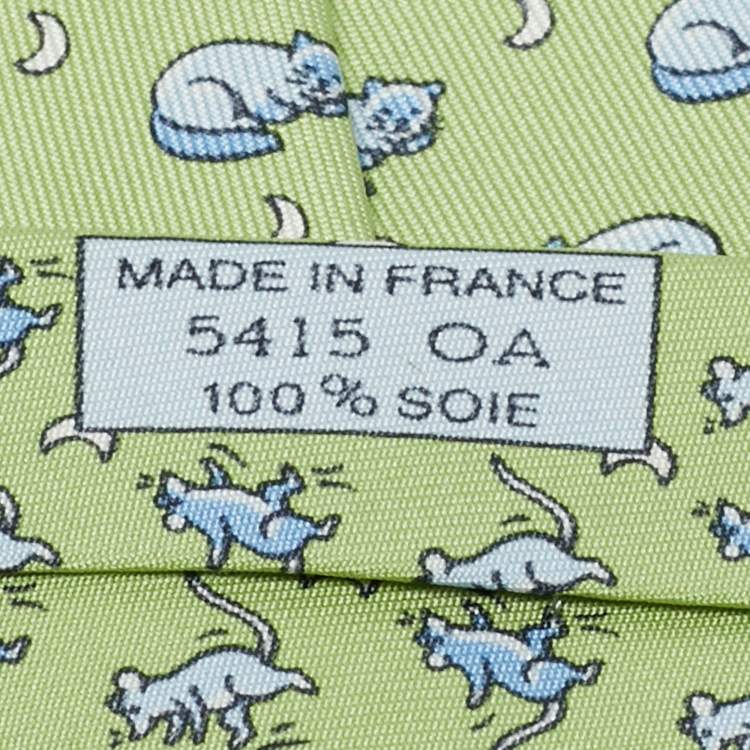 MADE IN FRANCE
5415 OA
100% SOIE